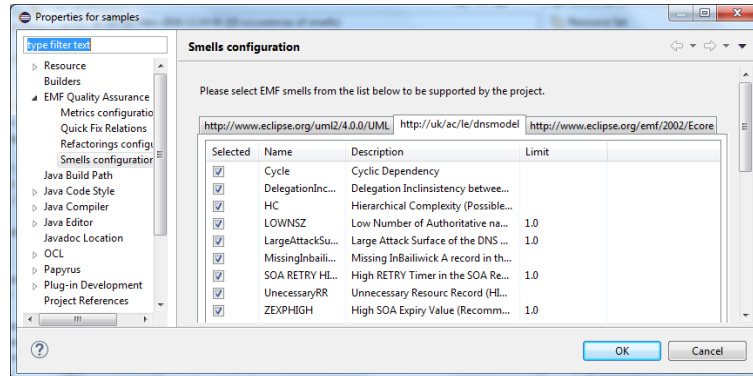 Properties for samples
type filter text
Resource
Builders
EMF Quality Assurance
Metrics configuratio
Quick Fix Relations
Refactorings configu
Smells configuration
Java Build Path
Java Code Style
Java Compiler
Java Editor
Javadoc Location
OCL
Papyrus
Plug-in Development
Project References
Smells configuration
Please select EMF smells from the list below to be supported by the project.
http://www.eclipse.org/uml2/4.0.0/UML http://uk/ac/le/dnsmodel http://www.eclipse.org/emf/2002/Ecore
Selected Name Description Limit
Cycle Cyclic Dependency
DelegationInc... Delegation Inclinsistency betwee...
HC Hierarchical Complexity (Possible...
LOWNSZ Low Number of Authoritative na... 1.0
LargeAttackSu... Large Attack Surface of the DNS ... 1.0
MissingInbaili... Missing InBailiwick A record in th...
SOA RETRY HI... High RETRY Timer in the SOA Re... 1.0
UnecessaryRR Unnecessary Resourc Record (HI...
ZEXPHIGH High SOA Expiry Value (Recomm... 1.0
OK Cancel